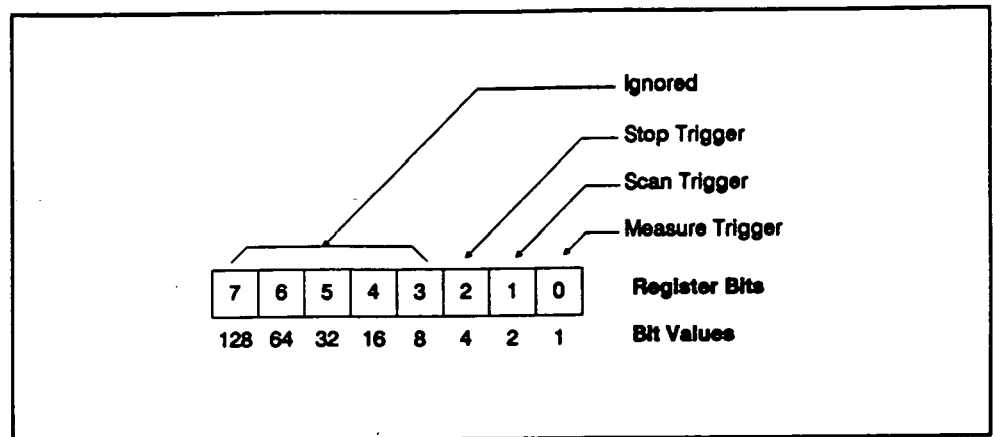 Ignored
Stop Trigger
Scan Trigger
Measure Trigger
7 6 5 4 3 2 1 0 Register Bits
128 64 32 16 8 4 2 1 Bit Values